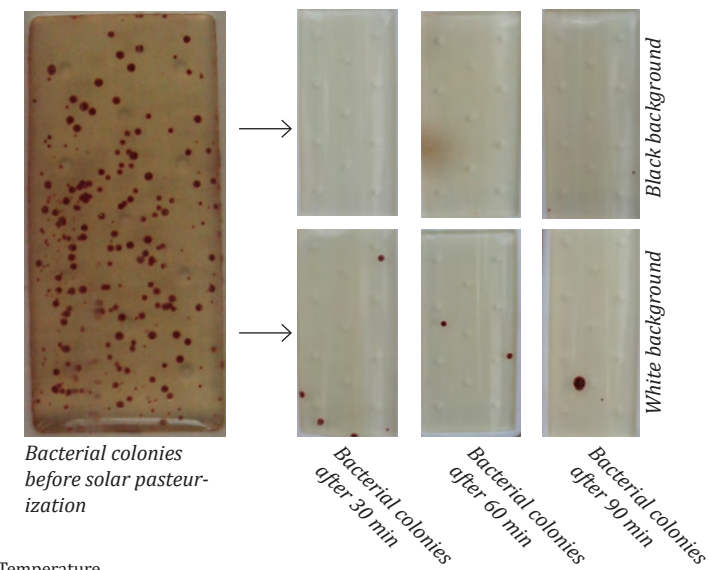 Black background
White background
Bacterial colonies
before solar pasteur-
ization
Bacterial colonies
after 30 min
Bacterial colonies
after 60 min
Bacterial colonies
after 90 min
Temperature